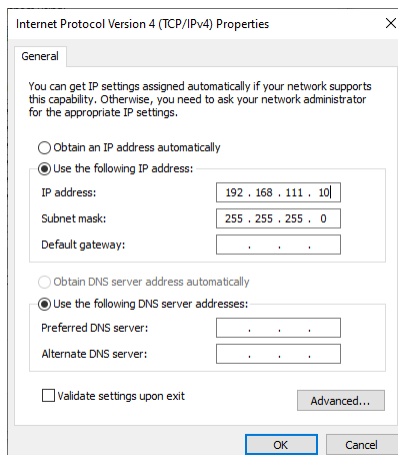 Internet Protocol Version 4 (TCP/IPv4) Properties
General
You can get IP settings assigned automatically if your network supports
this capability. Otherwise, you need to ask your network administrator
for the appropriate IP settings.
Obtain an IP address automatically
Use the following IP address:
IP address: 192 . 168 . 111 . 10
Subnet mask: 255 . 255 . 255 . 0
Default gateway: . . .
Obtain DNS server address automatically
Use the following DNS server addresses:
Preferred DNS server: . . .
Alternate DNS server: . . .
Validate settings upon exit
Advanced...
OK Cancel